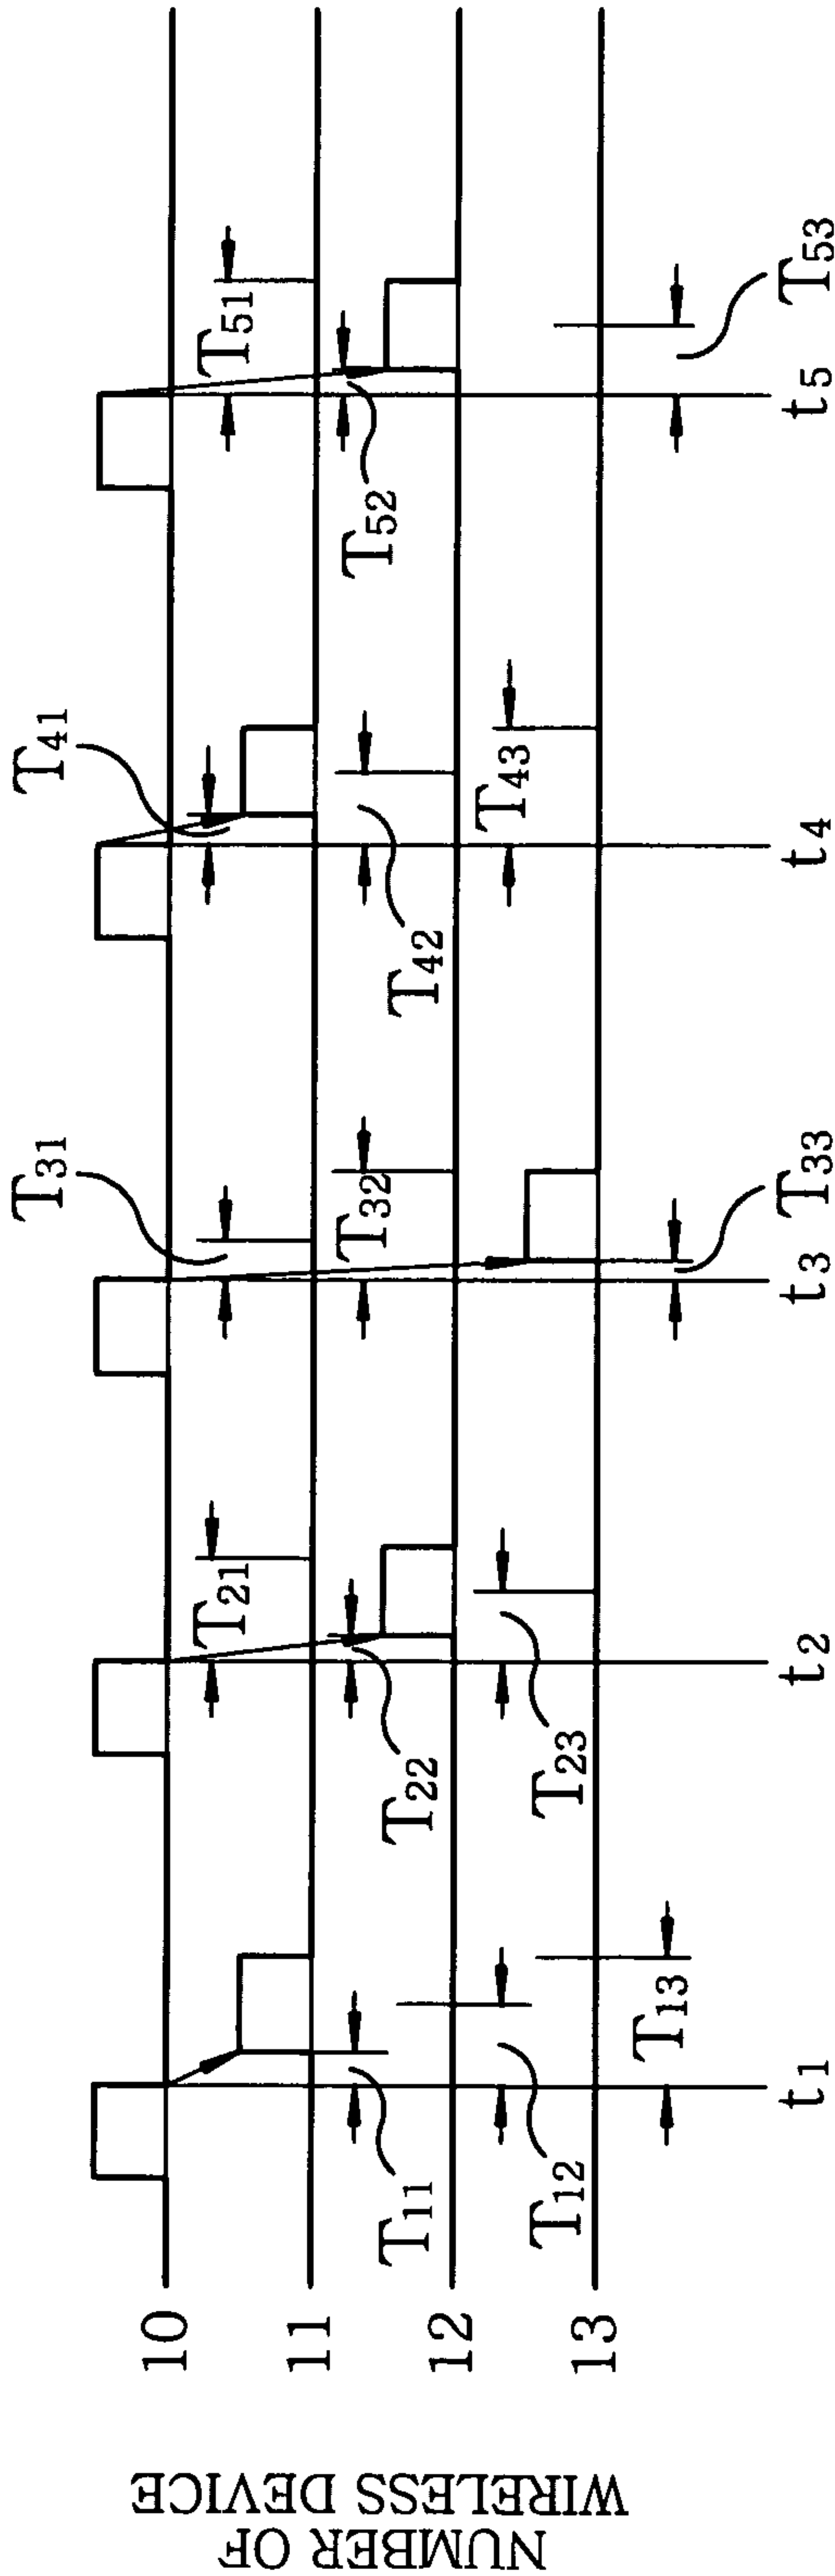 NUMBER OF
WIRELESS DEVICE
10
11
12
13
T11
T12
T13
t1
T21
T22
T23
t2
T31
T32
T33
t3
T41
T42
T43
t4
T51
T52
T53
t5